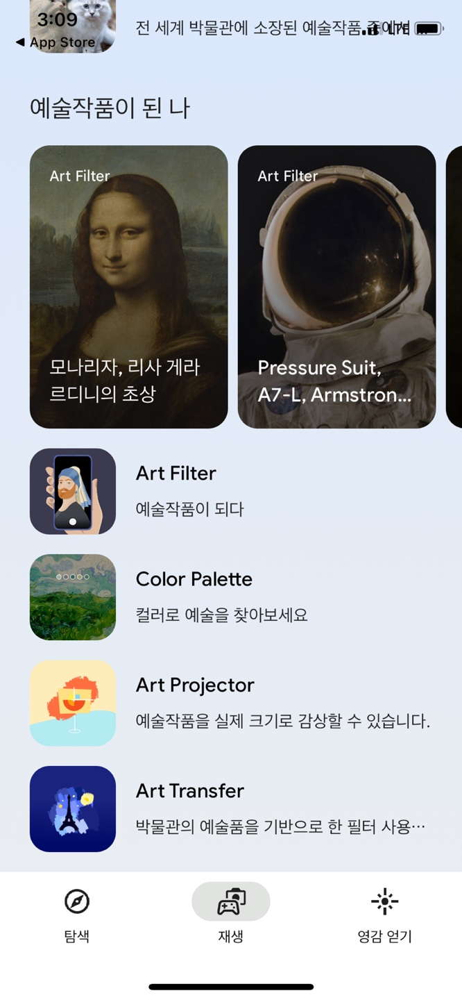 3:09
전 세계 박물관에 소장된 예술작품 중에서
LTE
◀ App Store
예술작품이 된 나
Art Filter
모나리자, 리사 게라
르디니의 초상
Art Filter
Pressure Suit,
A7-L, Armstron...
Art Filter
예술작품이 되다
Color Palette
컬러로 예술을 찾아보세요
Art Projector
예술작품을 실제 크기로 감상할 수 있습니다.
Art Transfer
박물관의 예술품을 기반으로 한 필터 사용…
탐색
재생
영감 얻기